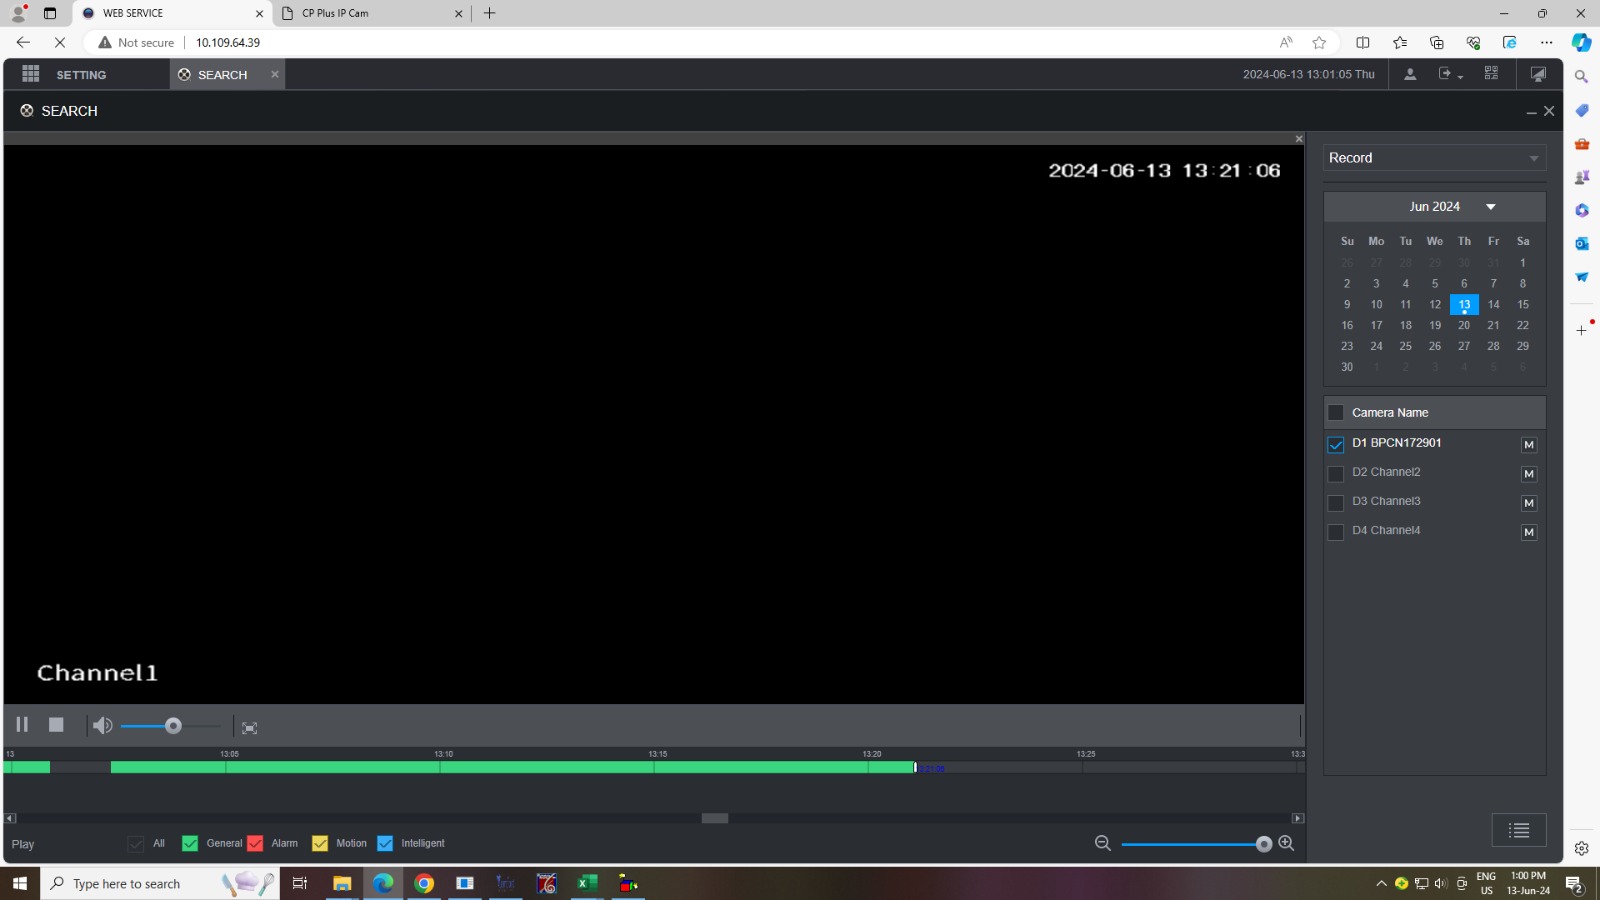 WEB SERVICE
CP Plus IP Cam
Not secure
10.109.64.39
SETTING
SEARCH
2024-06-13 13:01:05 Thu
SEARCH
2024-06-13 13:21:06
Channel1
Record
Jun 2024
Su Mo Tu We Th Fr Sa
26 27 28 29 30 31 1
2 3 4 5 6 7 8
9 10 11 12 13 14 15
16 17 18 19 20 21 22
23 24 25 26 27 28 29
30 1 2 3 4 5 6
Camera Name
D1 BPCN172901 M
D2 Channel2 M
D3 Channel3 M
D4 Channel4 M
13 13:05 13:10 13:15 13:20 13:25 13:3
Play
All General Alarm Motion Intelligent
Type here to search
ENG
US
1:00 PM
13-Jun-24
2